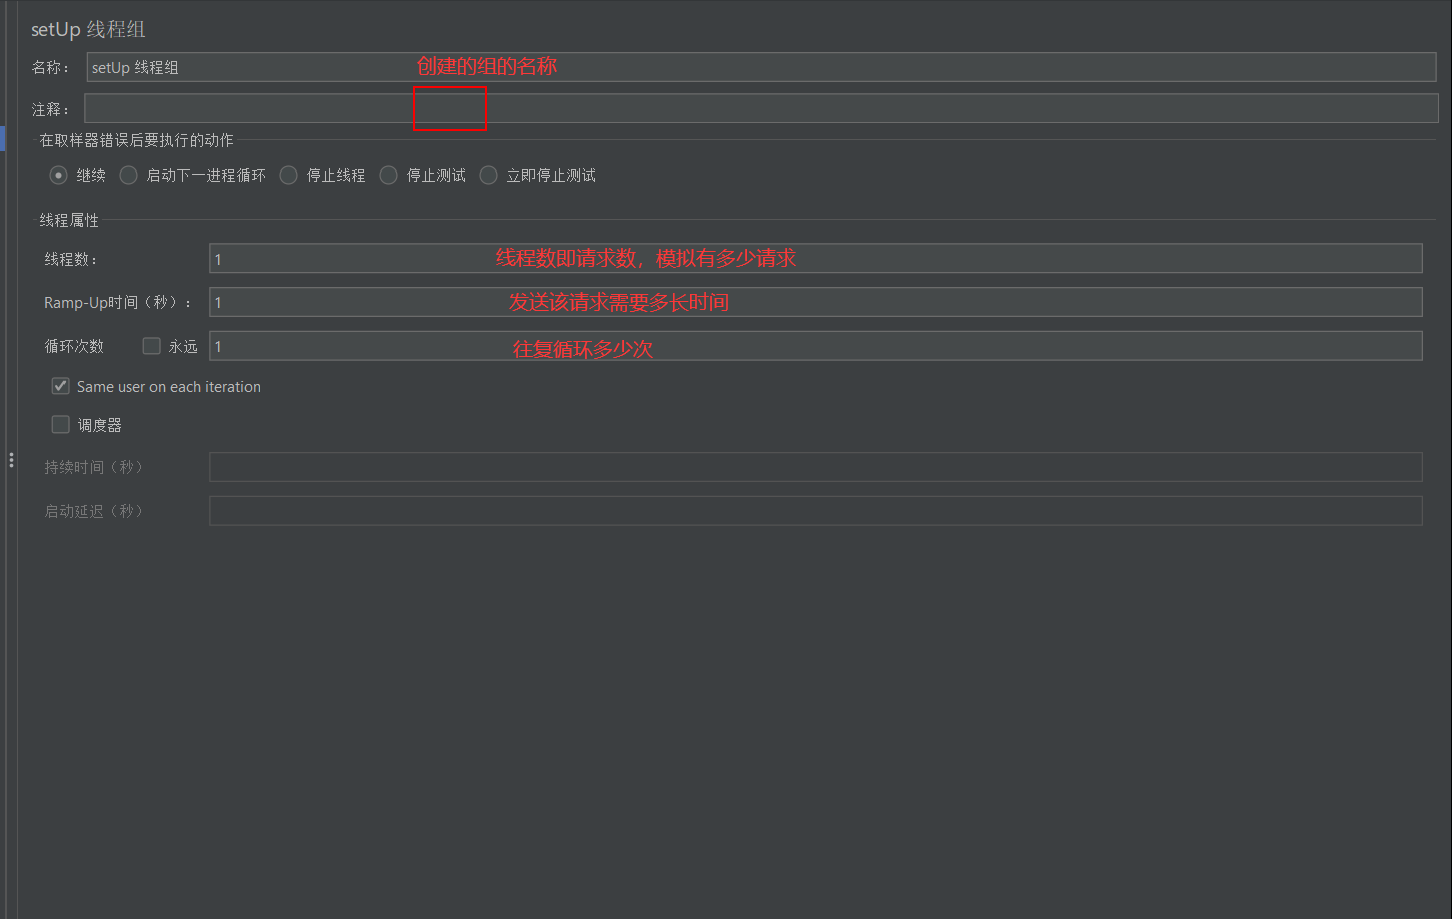 setUp 线程组
名称： setUp 线程组 创建的组的名称
注释：
在取样器错误后要执行的动作
继续 启动下一进程循环 停止线程 停止测试 立即停止测试
线程属性
线程数： 1 线程数即请求数，模拟有多少请求
Ramp-Up时间（秒）： 1 发送该请求需要多长时间
循环次数 永远 1 往复循环多少次
Same user on each iteration
调度器
持续时间（秒）
启动延迟（秒）